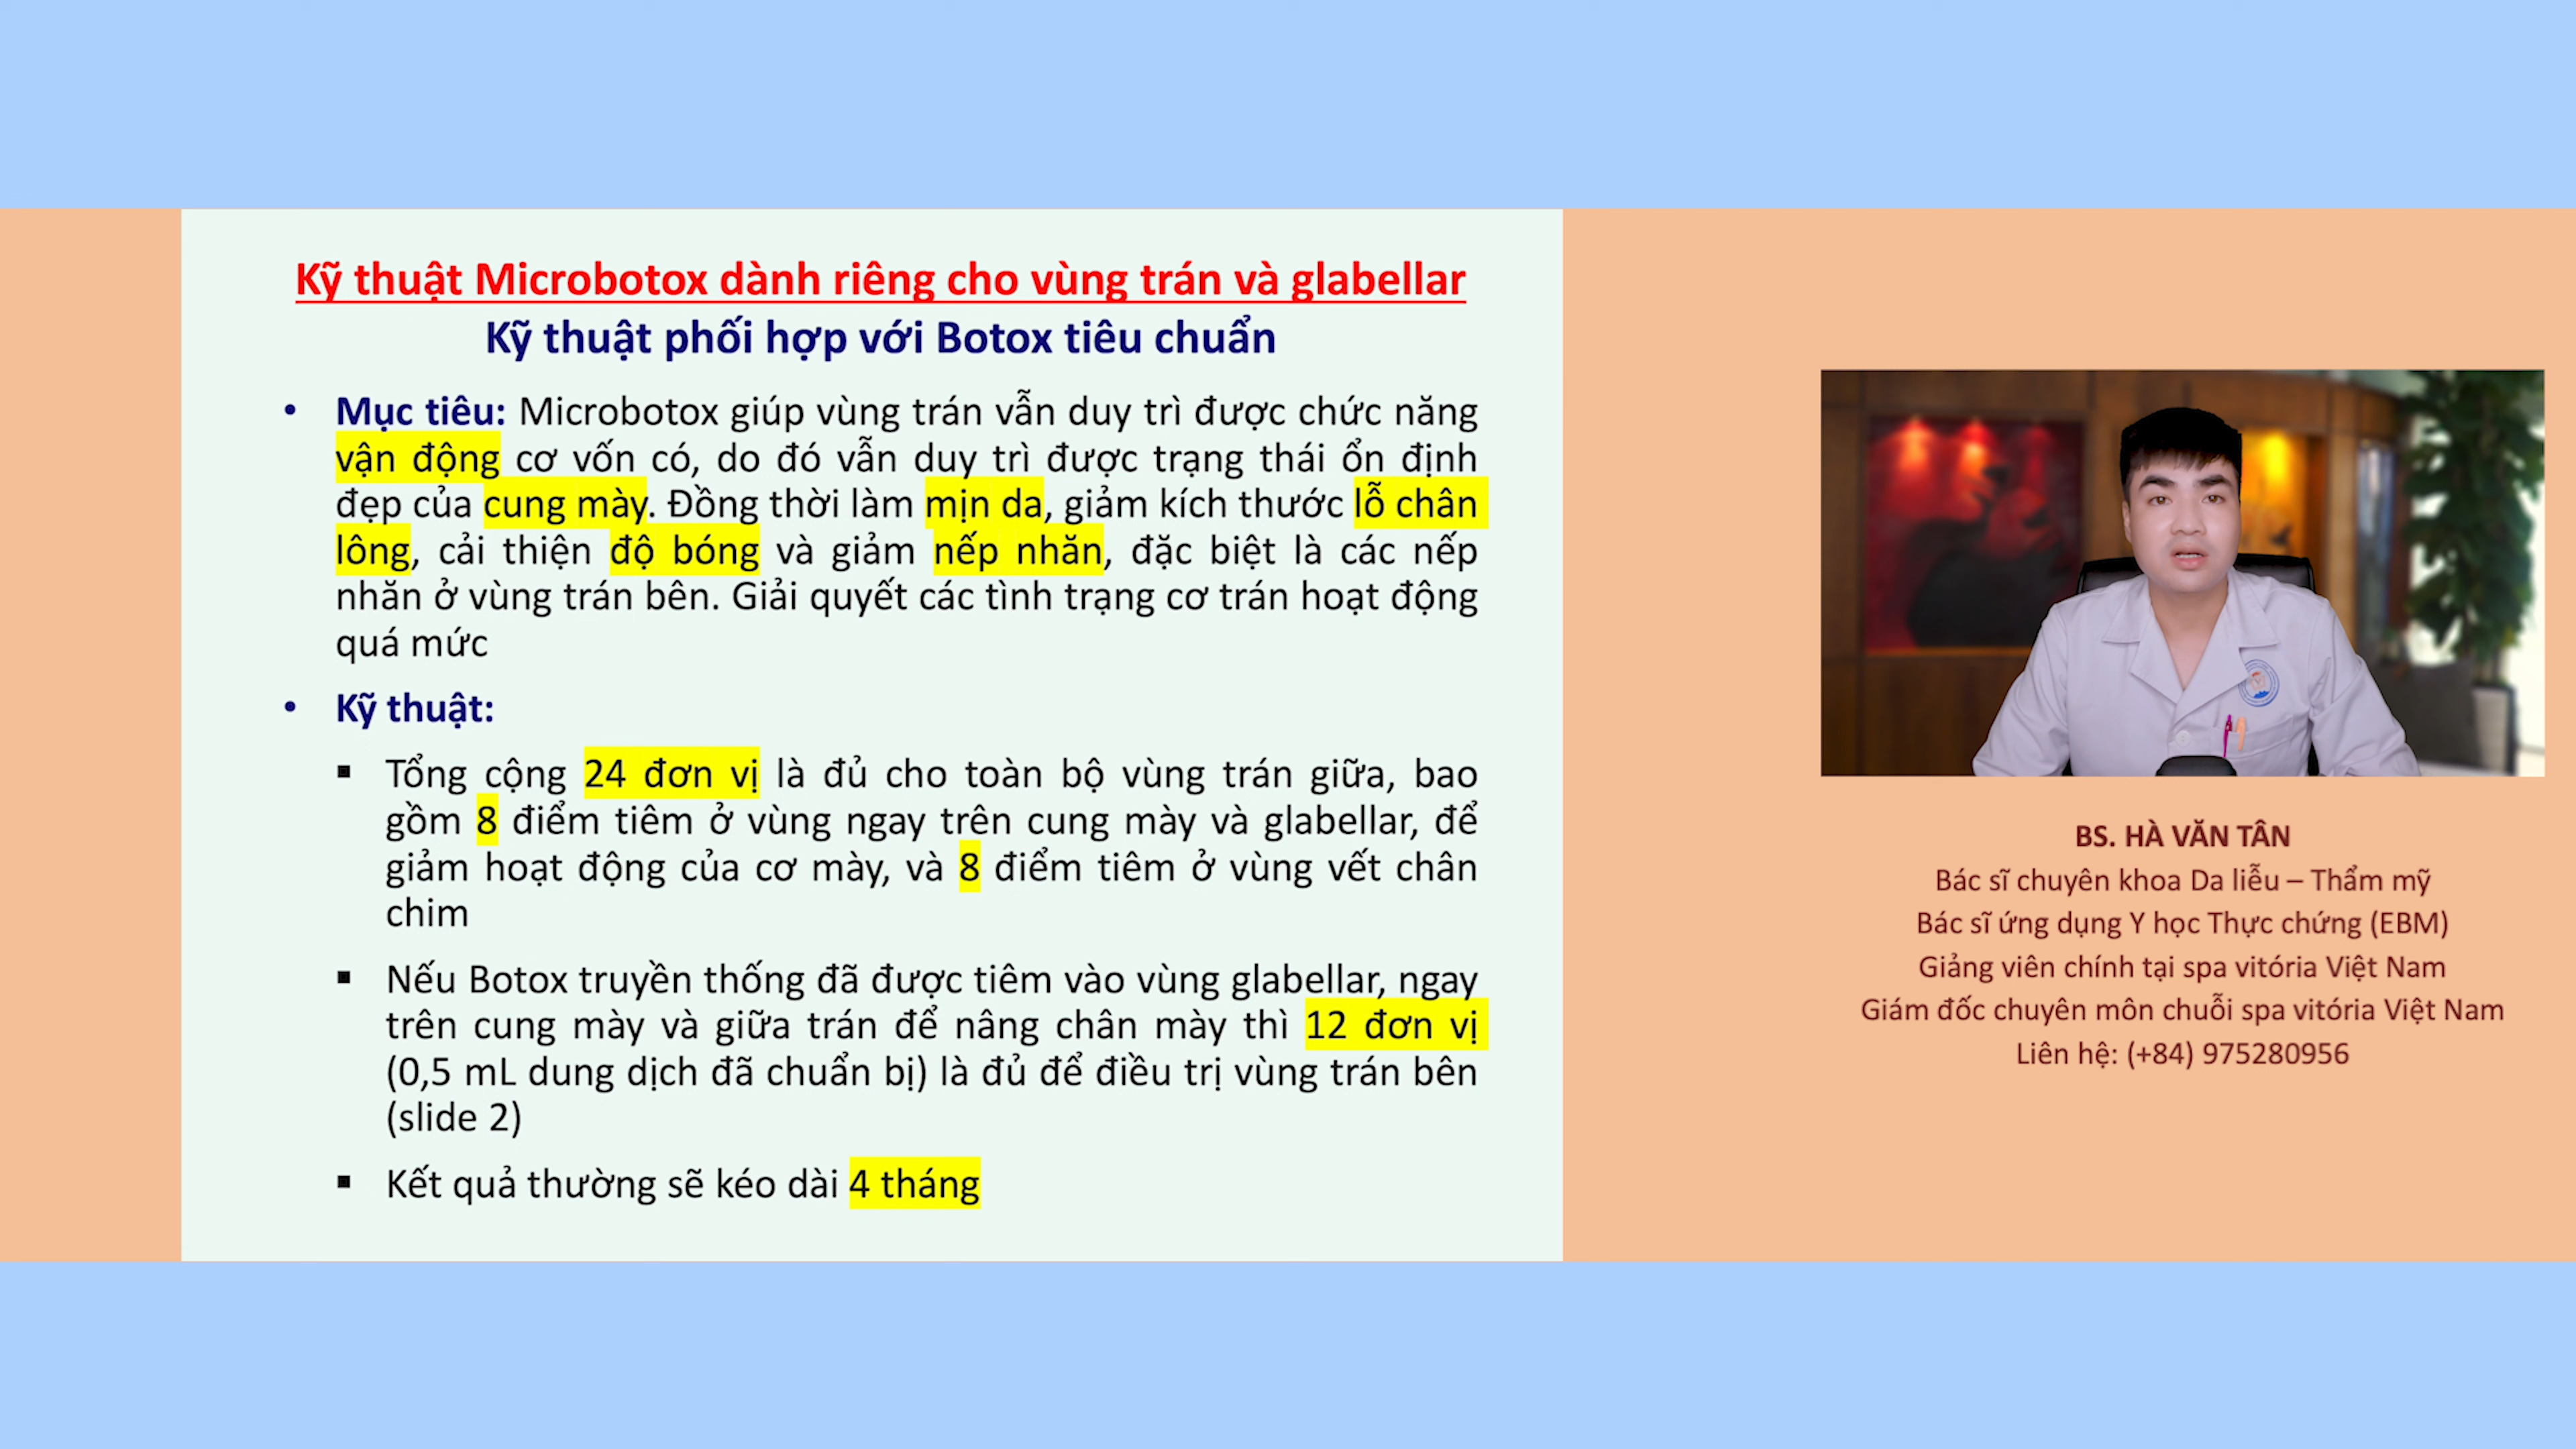 Kỹ thuật Microbotox dành riêng cho vùng trán và glabellar
Kỹ thuật phối hợp với Botox tiêu chuẩn
• Mục tiêu: Microbotox giúp vùng trán vẫn duy trì được chức năng
vận động cơ vốn có, do đó vẫn duy trì được trạng thái ổn định
đẹp của cung mày. Đồng thời làm mịn da, giảm kích thước lỗ chân
lông, cải thiện độ bóng và giảm nếp nhăn, đặc biệt là các nếp
nhăn ở vùng trán bên. Giải quyết các tình trạng cơ trán hoạt động
quá mức
• Kỹ thuật:
▪ Tổng cộng 24 đơn vị là đủ cho toàn bộ vùng trán giữa, bao
gồm 8 điểm tiêm ở vùng ngay trên cung mày và glabellar, để
giảm hoạt động của cơ mày, và 8 điểm tiêm ở vùng vết chân
chim
▪ Nếu Botox truyền thống đã được tiêm vào vùng glabellar, ngay
trên cung mày và giữa trán để nâng chân mày thì 12 đơn vị
(0,5 mL dung dịch đã chuẩn bị) là đủ để điều trị vùng trán bên
(slide 2)
▪ Kết quả thường sẽ kéo dài 4 tháng
BS. HÀ VĂN TÂN
Bác sĩ chuyên khoa Da liễu – Thẩm mỹ
Bác sĩ ứng dụng Y học Thực chứng (EBM)
Giảng viên chính tại spa vitória Việt Nam
Giám đốc chuyên môn chuỗi spa vitória Việt Nam
Liên hệ: (+84) 975280956